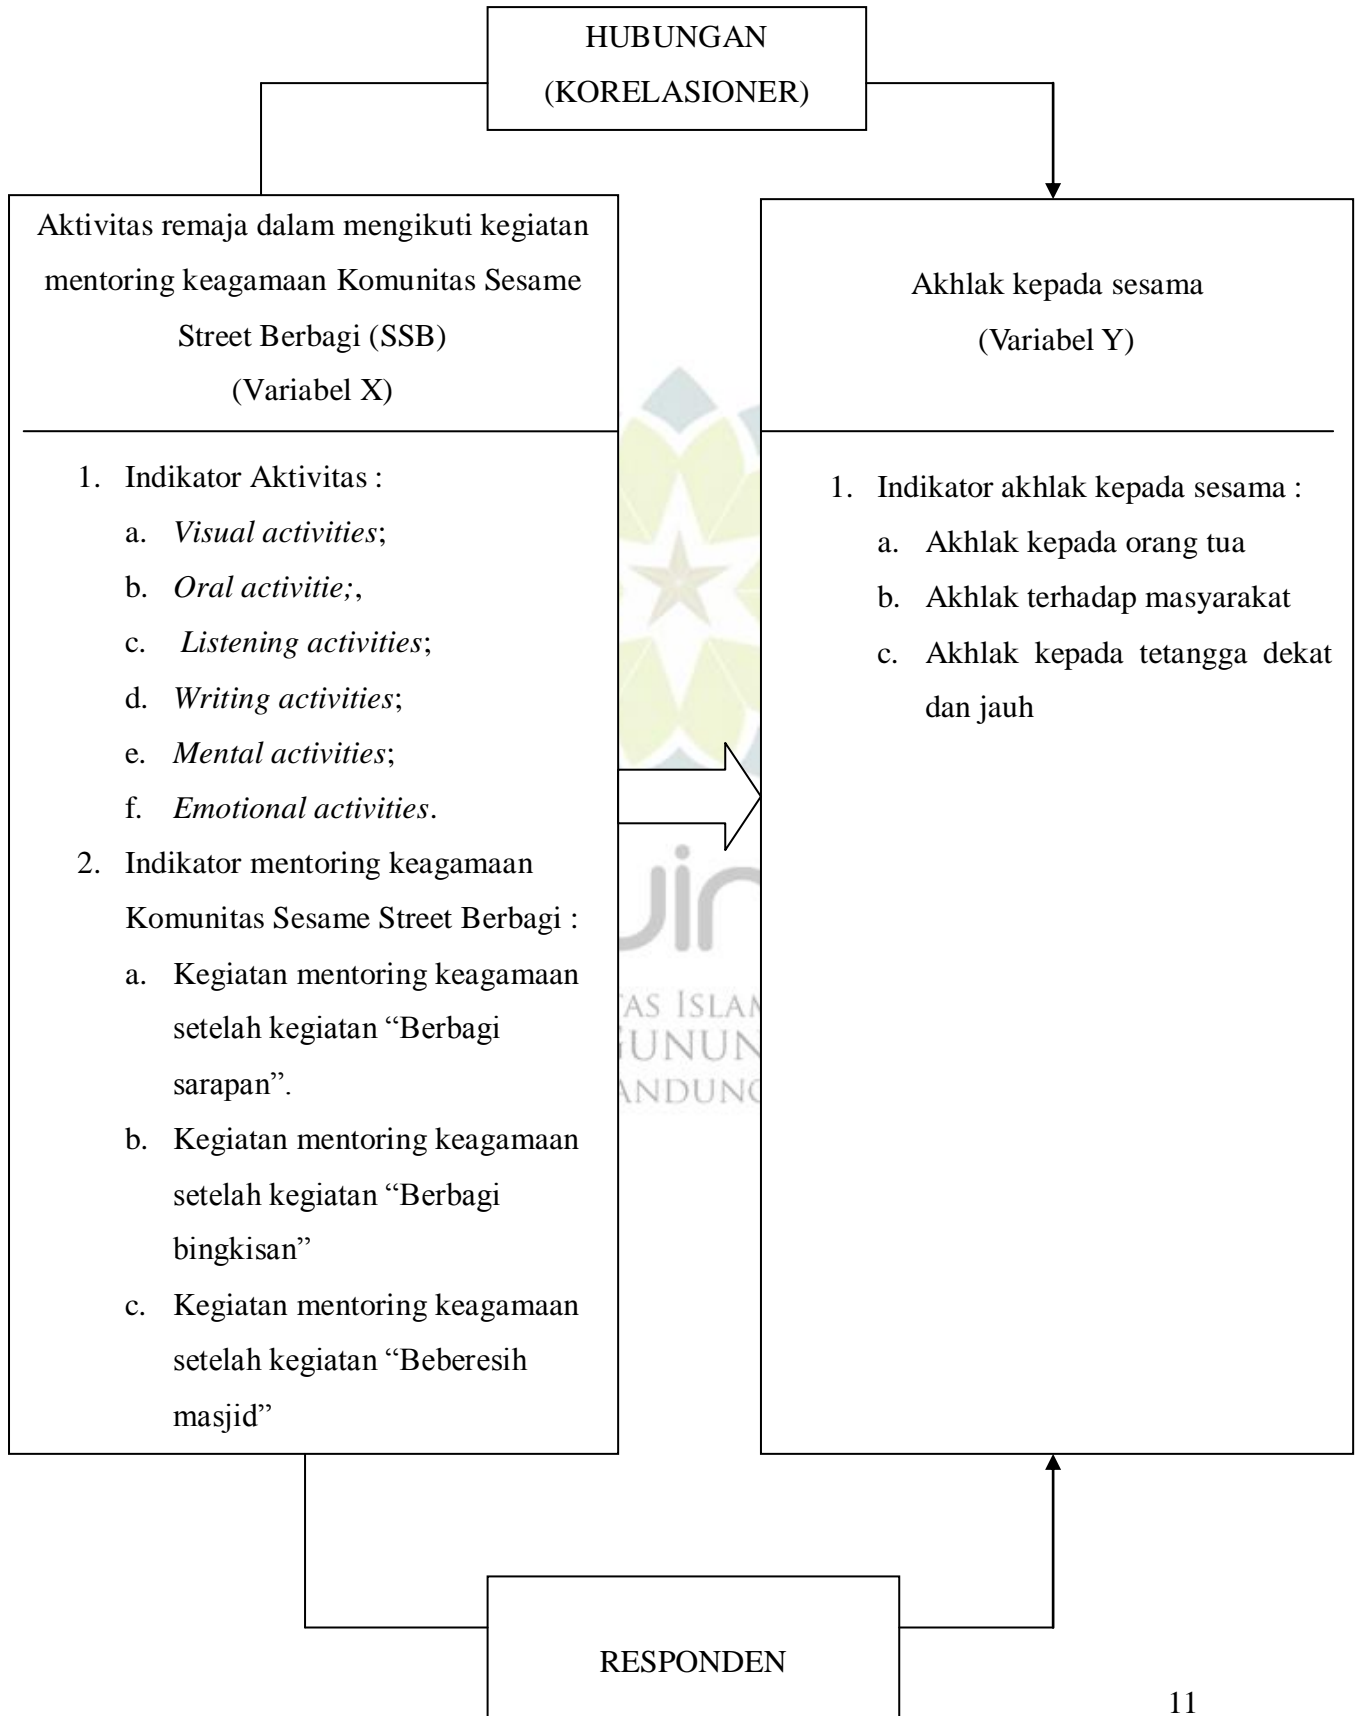 HUBUNGAN
(KORELASIONER)
Aktivitas remaja dalam mengikuti kegiatan
mentoring keagamaan Komunitas Sesame
Street Berbagi (SSB)
(Variabel X)
1. Indikator Aktivitas :
a. Visual activities;
b. Oral activitie;,
c. Listening activities;
d. Writing activities;
e. Mental activities;
f. Emotional activities.
2. Indikator mentoring keagamaan
Komunitas Sesame Street Berbagi :
a. Kegiatan mentoring keagamaan
setelah kegiatan “Berbagi
sarapan”.
b. Kegiatan mentoring keagamaan
setelah kegiatan “Berbagi
bingkisan”
c. Kegiatan mentoring keagamaan
setelah kegiatan “Beberesih
masjid”
Akhlak kepada sesama
(Variabel Y)
1. Indikator akhlak kepada sesama :
a. Akhlak kepada orang tua
b. Akhlak terhadap masyarakat
c. Akhlak kepada tetangga dekat
dan jauh
TAS ISLAM
GUNUN
ANDUNG
RESPONDEN
11